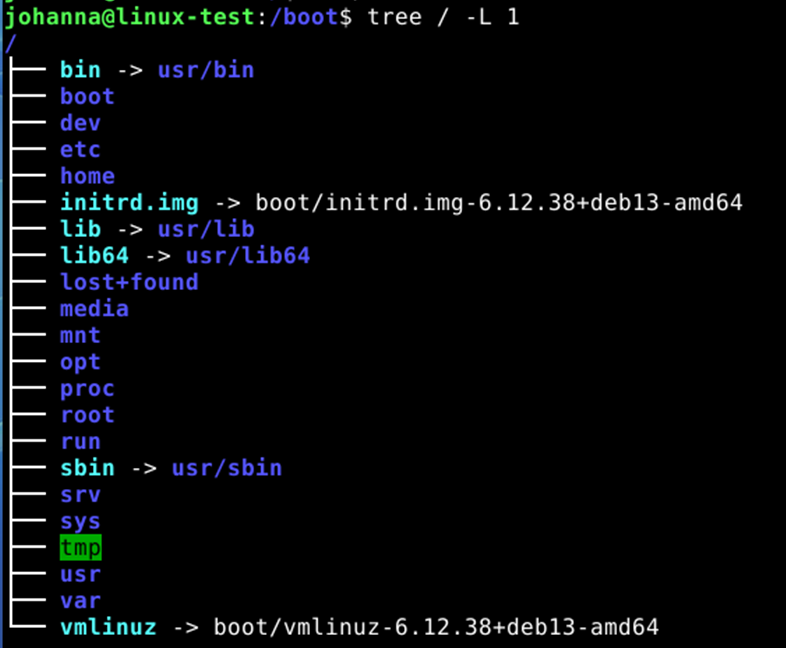 johanna@linux-test:/boot$ tree / -L 1
/
├── bin -> usr/bin
├── boot
├── dev
├── etc
├── home
├── initrd.img -> boot/initrd.img-6.12.38+deb13-amd64
├── lib -> usr/lib
├── lib64 -> usr/lib64
├── lost+found
├── media
├── mnt
├── opt
├── proc
├── root
├── run
├── sbin -> usr/sbin
├── srv
├── sys
├── tmp
├── usr
├── var
└── vmlinuz -> boot/vmlinuz-6.12.38+deb13-amd64